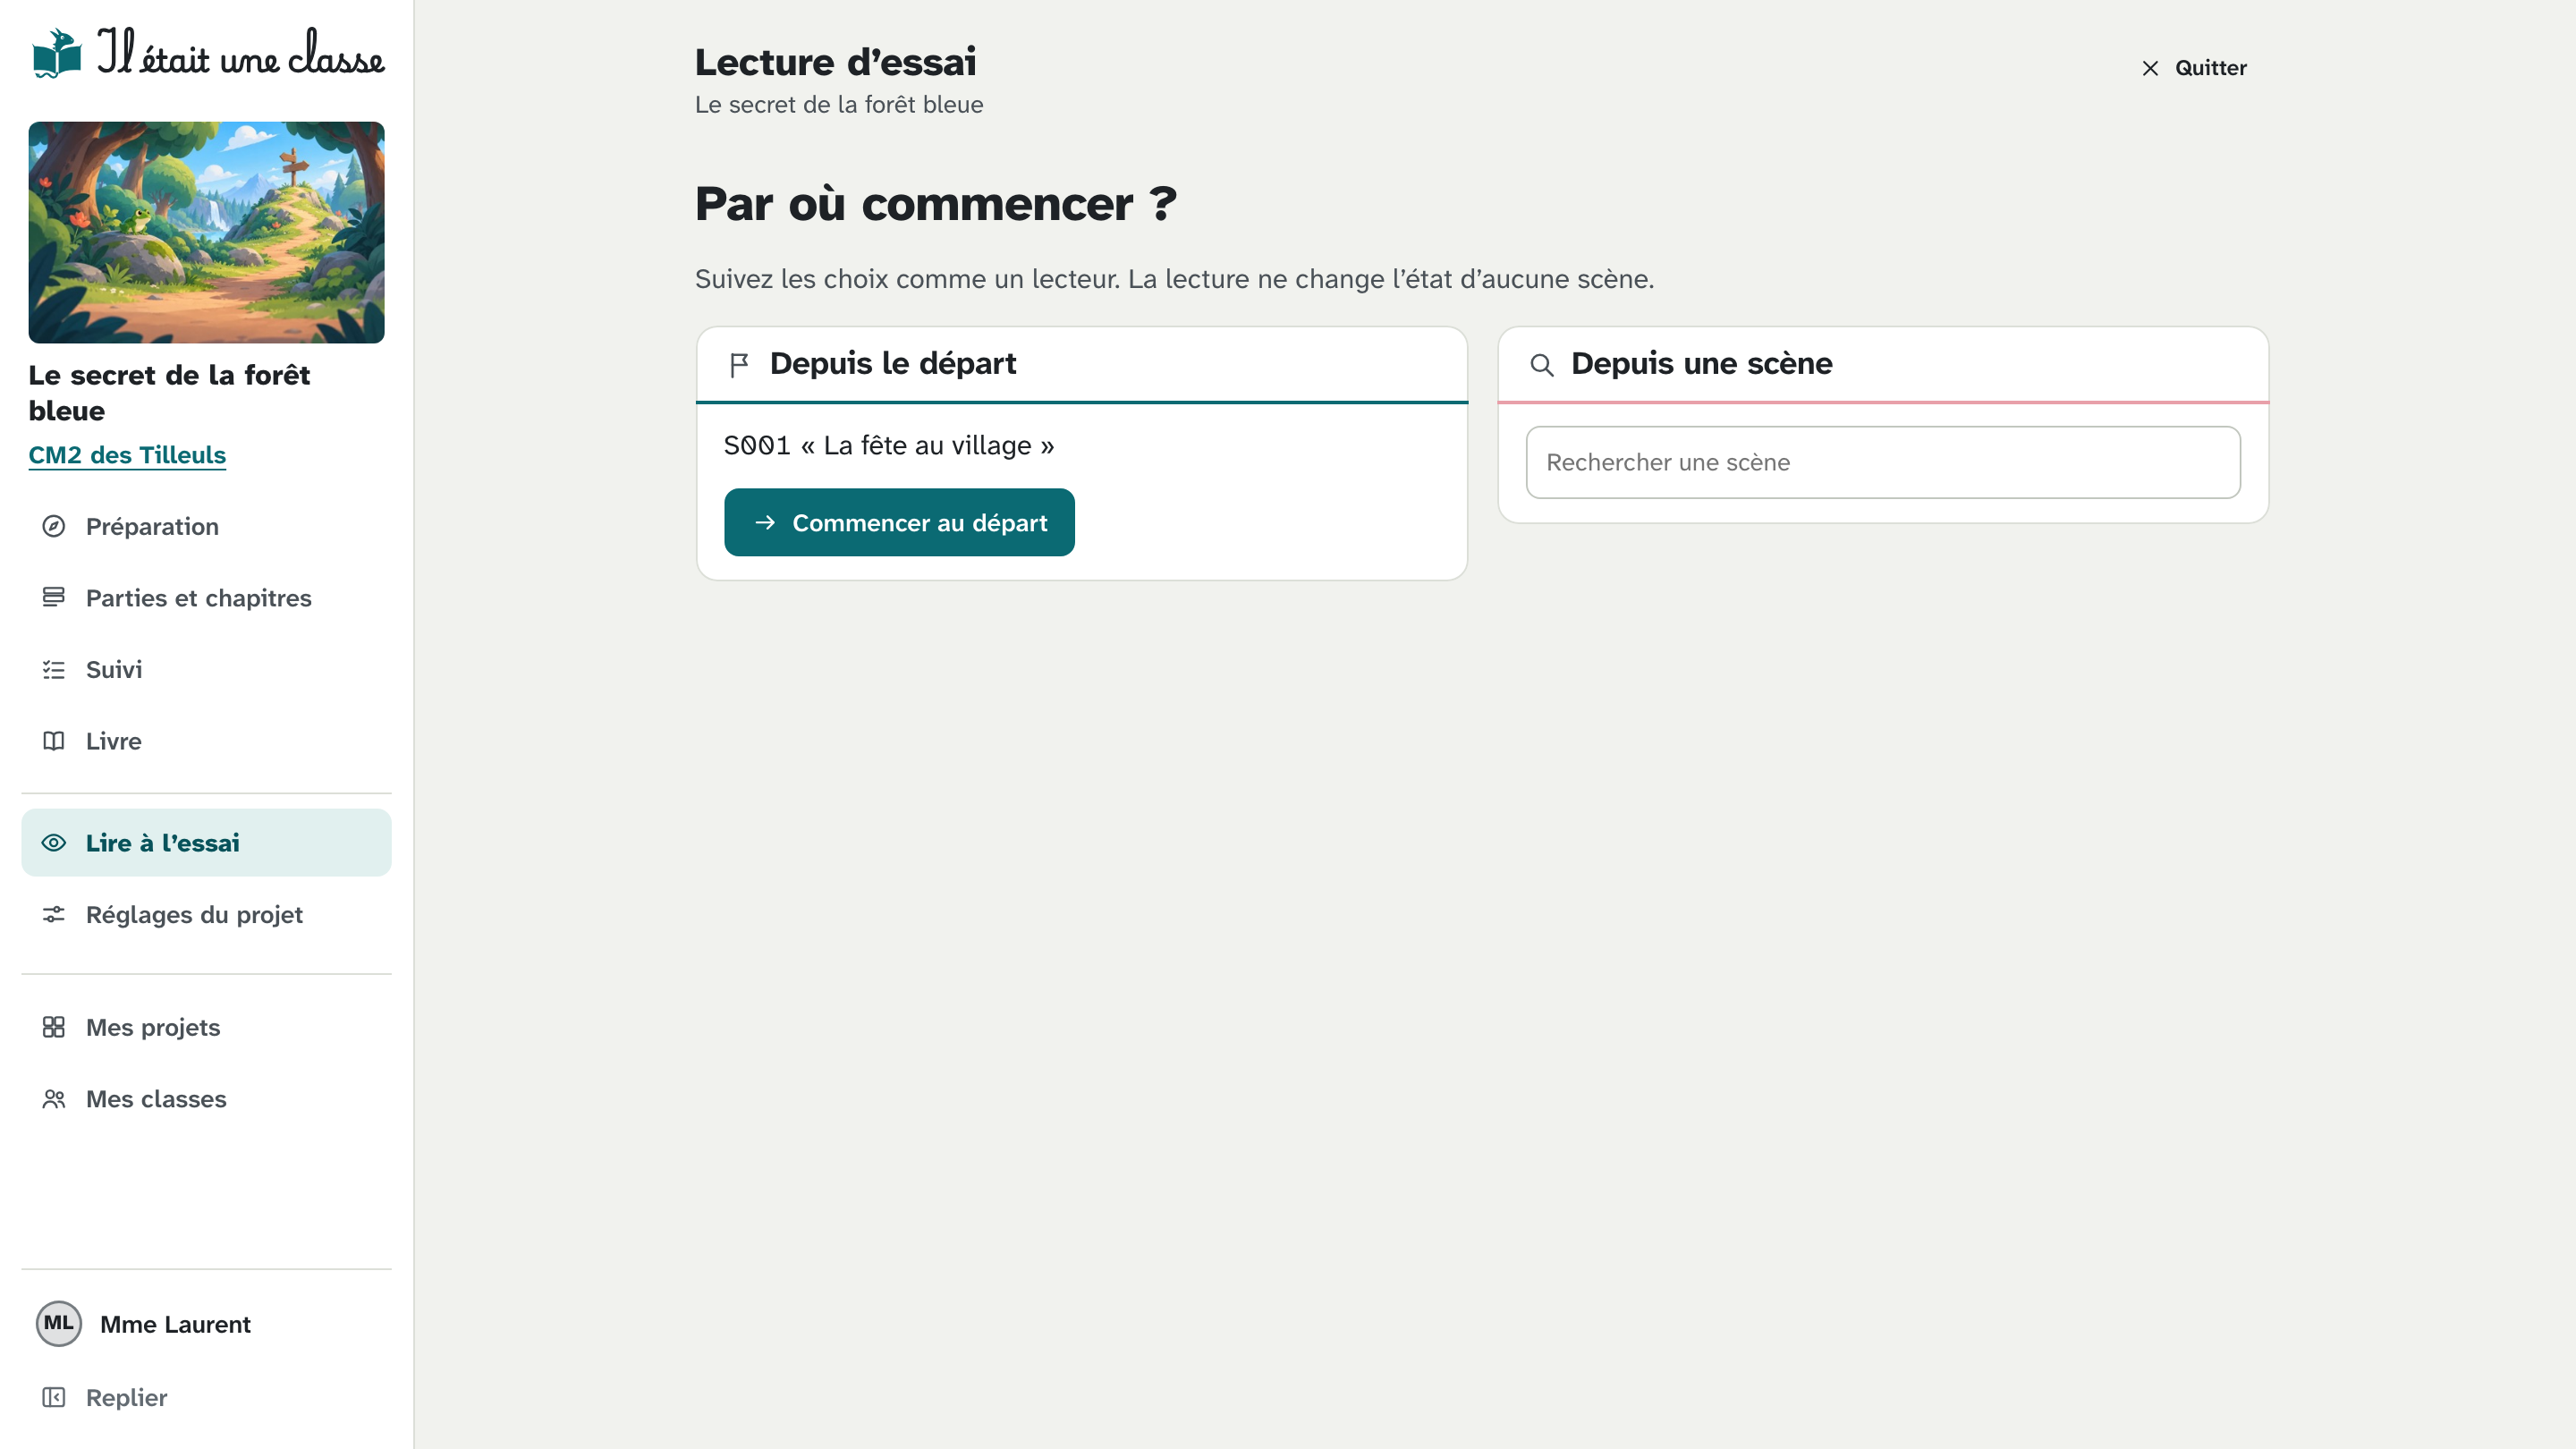 Il était une classe
Le secret de la forêt
bleue
CM2 des Tilleuls
Préparation
Parties et chapitres
Suivi
Livre
Lire à l’essai
Réglages du projet
Mes projets
Mes classes
ML
Mme Laurent
Replier
Lecture d’essai
Le secret de la forêt bleue
Quitter
Par où commencer ?
Suivez les choix comme un lecteur. La lecture ne change l’état d’aucune scène.
Depuis le départ
S001 « La fête au village »
Commencer au départ
Depuis une scène
Rechercher une scène